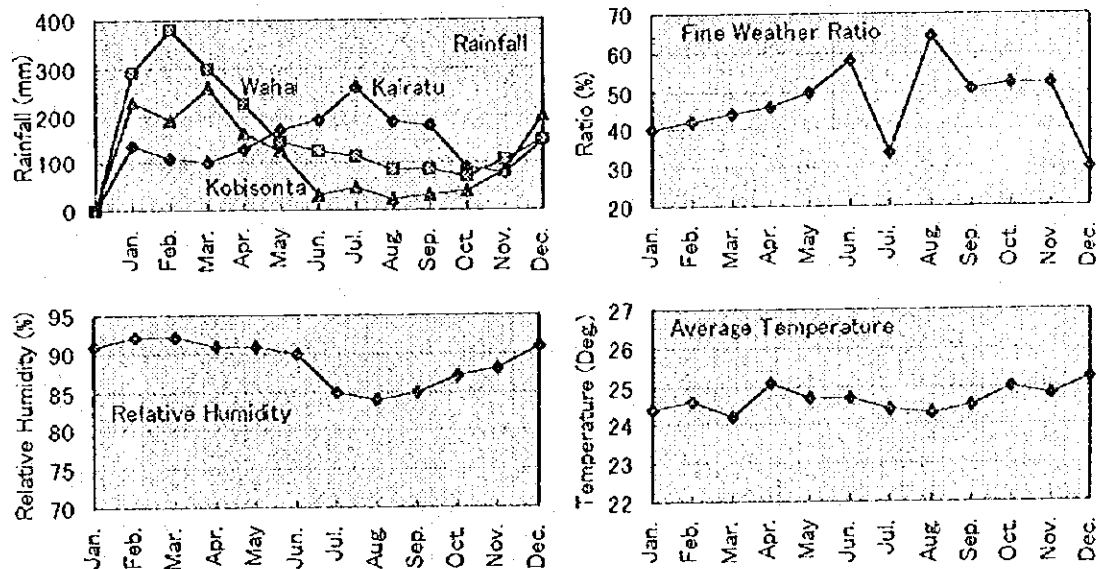 Rainfall (mm)
400
300
200
100
0
Rainfall
Wahai
Kairatu
Kobisonta
Jan.
Feb.
Mar.
Apr.
May
Jun.
Jul.
Aug.
Sep.
Oct.
Nov.
Dec.
Ratio (%)
70
60
50
40
30
20
Fine Weather Ratio
Jan.
Feb.
Mar.
Apr.
May
Jun.
Jul.
Aug.
Sep.
Oct.
Nov.
Dec.
Relative Humidity (%)
95
90
85
80
75
70
Relative Humidity
Jan.
Feb.
Mar.
Apr.
May
Jun.
Jul.
Aug.
Sep.
Oct.
Nov.
Dec.
Temperature (Deg.)
27
26
25
24
23
22
Average Temperature
Jan.
Feb.
Mar.
Apr.
May
Jun.
Jul.
Aug.
Sep.
Oct.
Nov.
Dec.